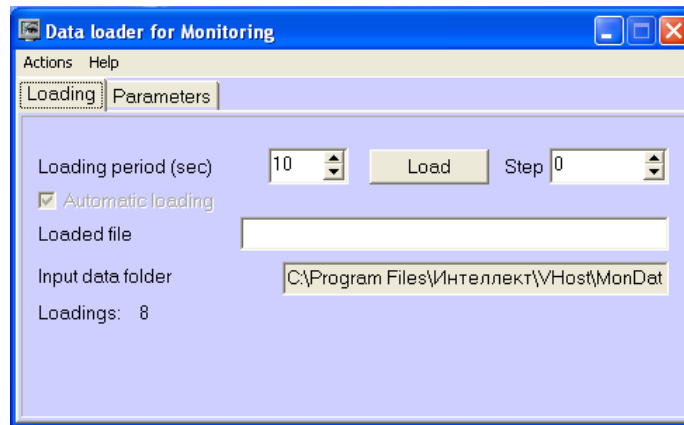 Data loader for Monitoring
Actions Help
Loading Parameters
Loading period (sec) 10 Load Step 0
Automatic loading
Loaded file
Input data folder C:\Program Files\Интеллект\VHost\MonDat
Loadings: 8